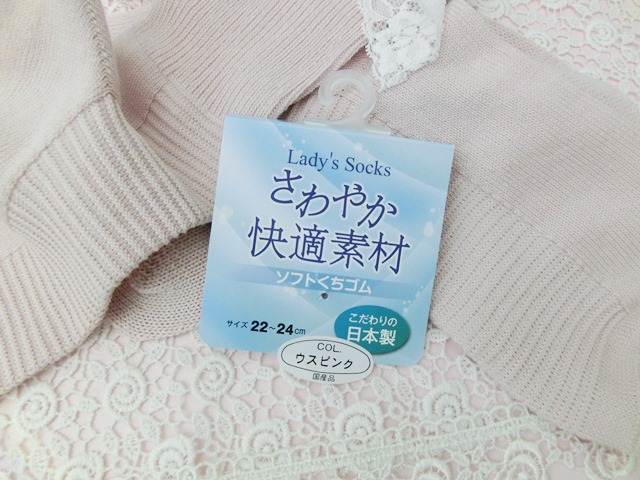 Lady's Socks
さわやか
快適素材
ソフトくちゴム
サイズ 22〜24cm
こだわりの
日本製
COL.
ウスピンク
国産品